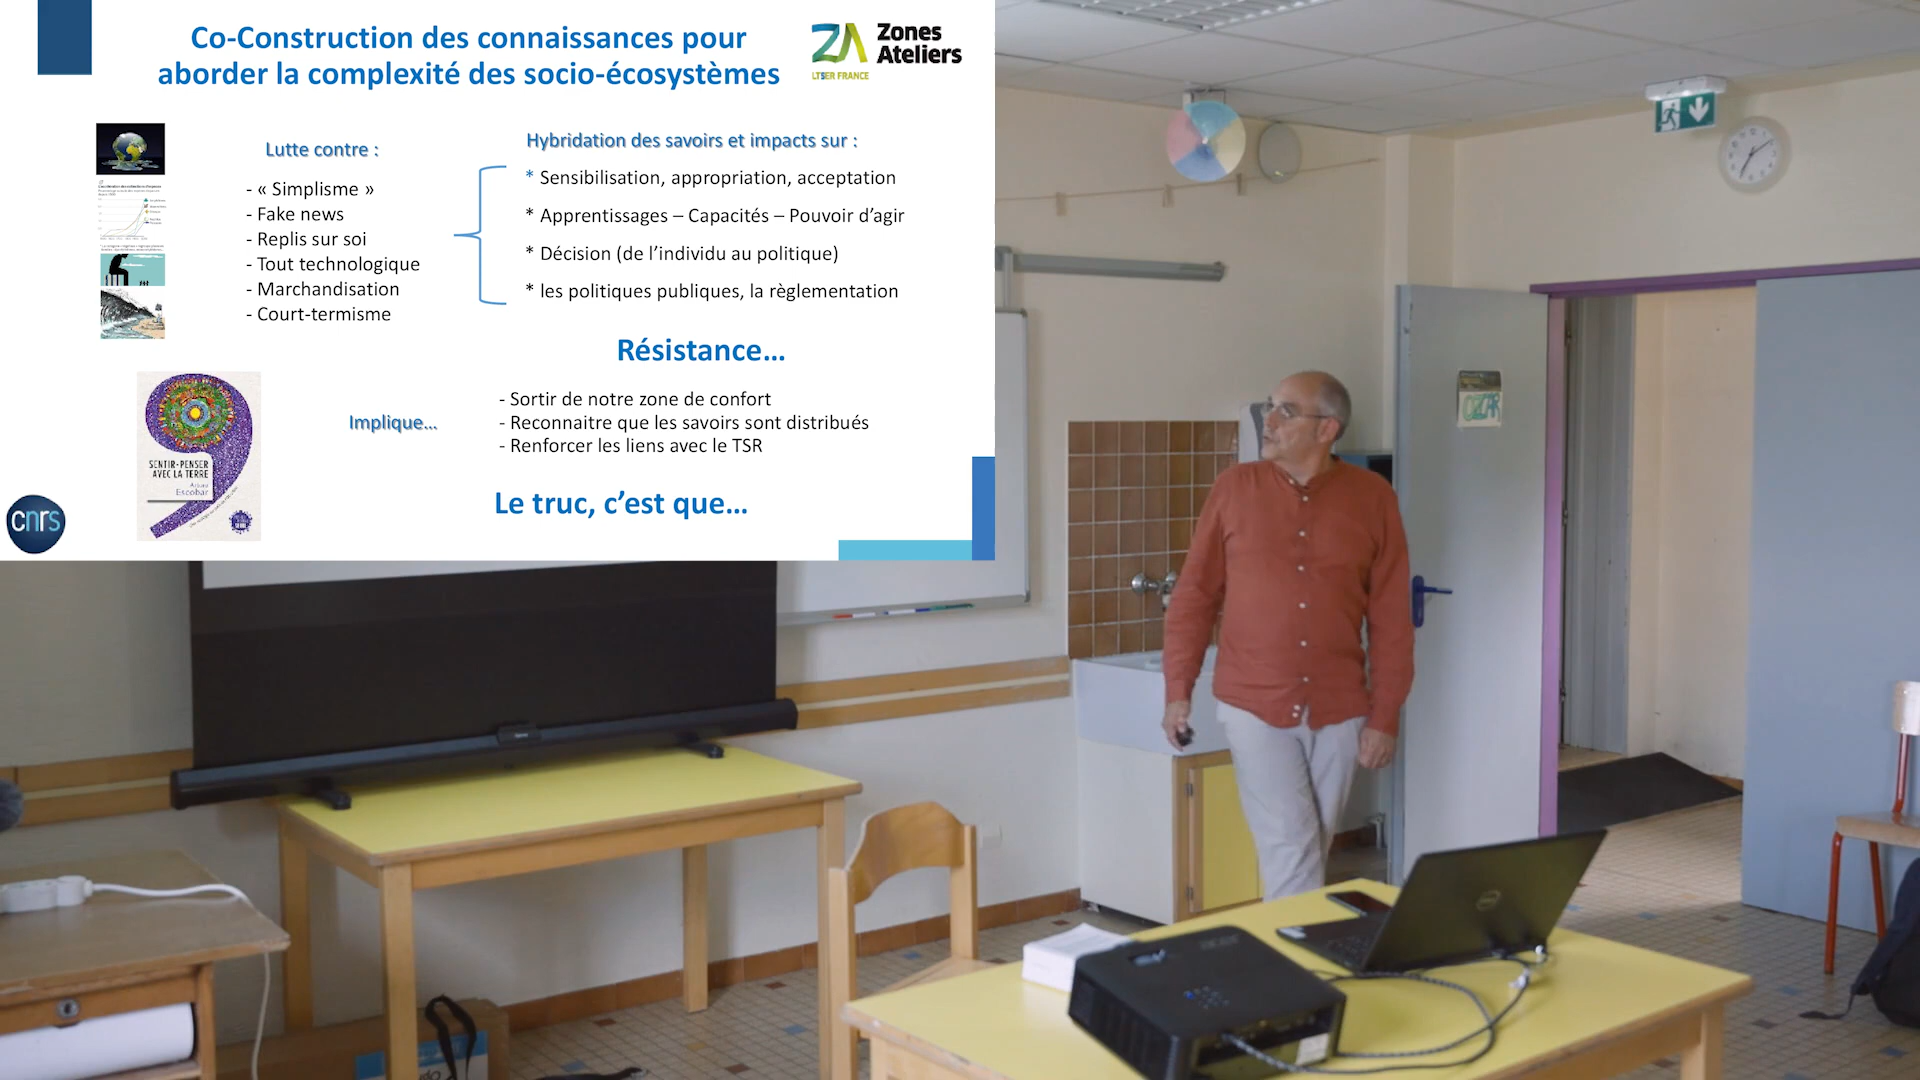 Co-Construction des connaissances pour
aborder la complexité des socio-écosystèmes
Zones
Ateliers
LTSER FRANCE
Lutte contre :
- « Simplisme »
- Fake news
- Replis sur soi
- Tout technologique
- Marchandisation
- Court-termisme
Hybridation des savoirs et impacts sur :
* Sensibilisation, appropriation, acceptation
* Apprentissages – Capacités – Pouvoir d’agir
* Décision (de l’individu au politique)
* les politiques publiques, la règlementation
Résistance…
Implique…
- Sortir de notre zone de confort
- Reconnaitre que les savoirs sont distribués
- Renforcer les liens avec le TSR
Le truc, c’est que…
SENTIR-PENSER
AVEC LA TERRE
Arturo
Escobar
cnrs
OZCAR
DELL